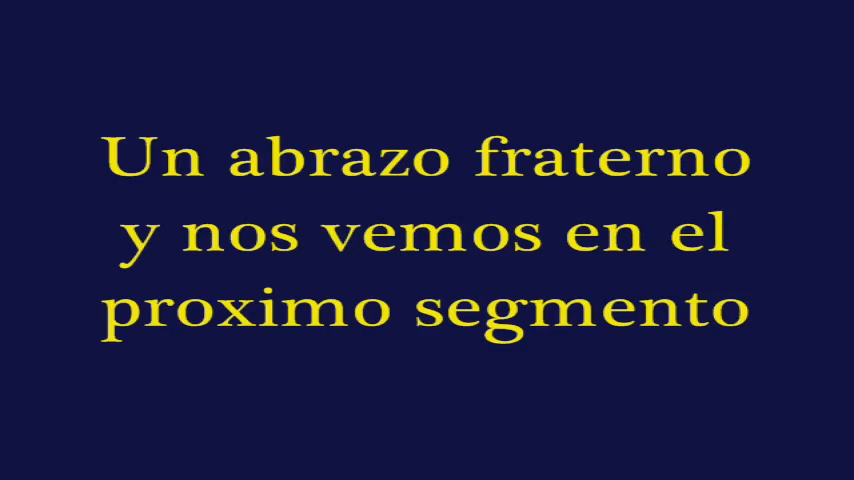 Un abrazo fraterno
y nos vemos en el
proximo segmento